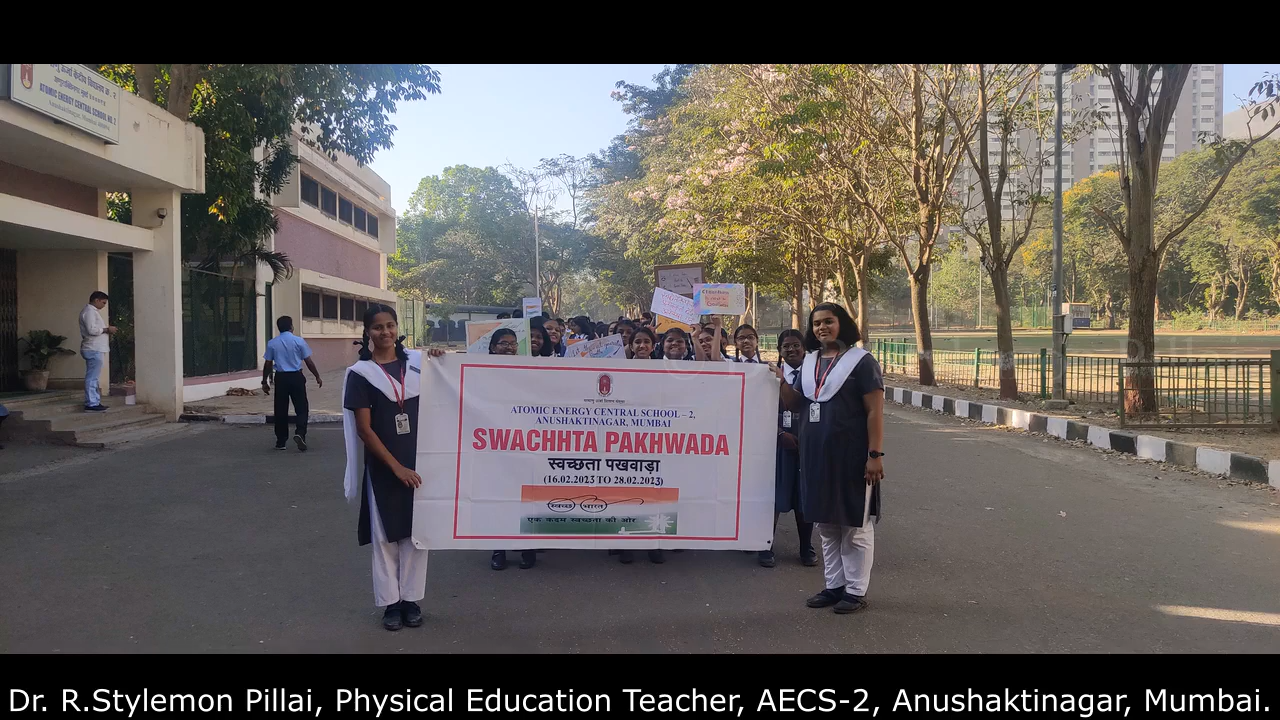 ATOMIC ENERGY CENTRAL SCHOOL NO. 2
ATOMIC ENERGY CENTRAL SCHOOL – 2,
ANUSHAKTINAGAR, MUMBAI
SWACHHTA PAKHWADA
स्वच्छता पखवाड़ा
(16.02.2023 TO 28.02.2023)
स्वच्छ भारत
एक कदम स्वच्छता की ओर
Dr. R.Stylemon Pillai, Physical Education Teacher, AECS-2, Anushaktinagar, Mumbai.